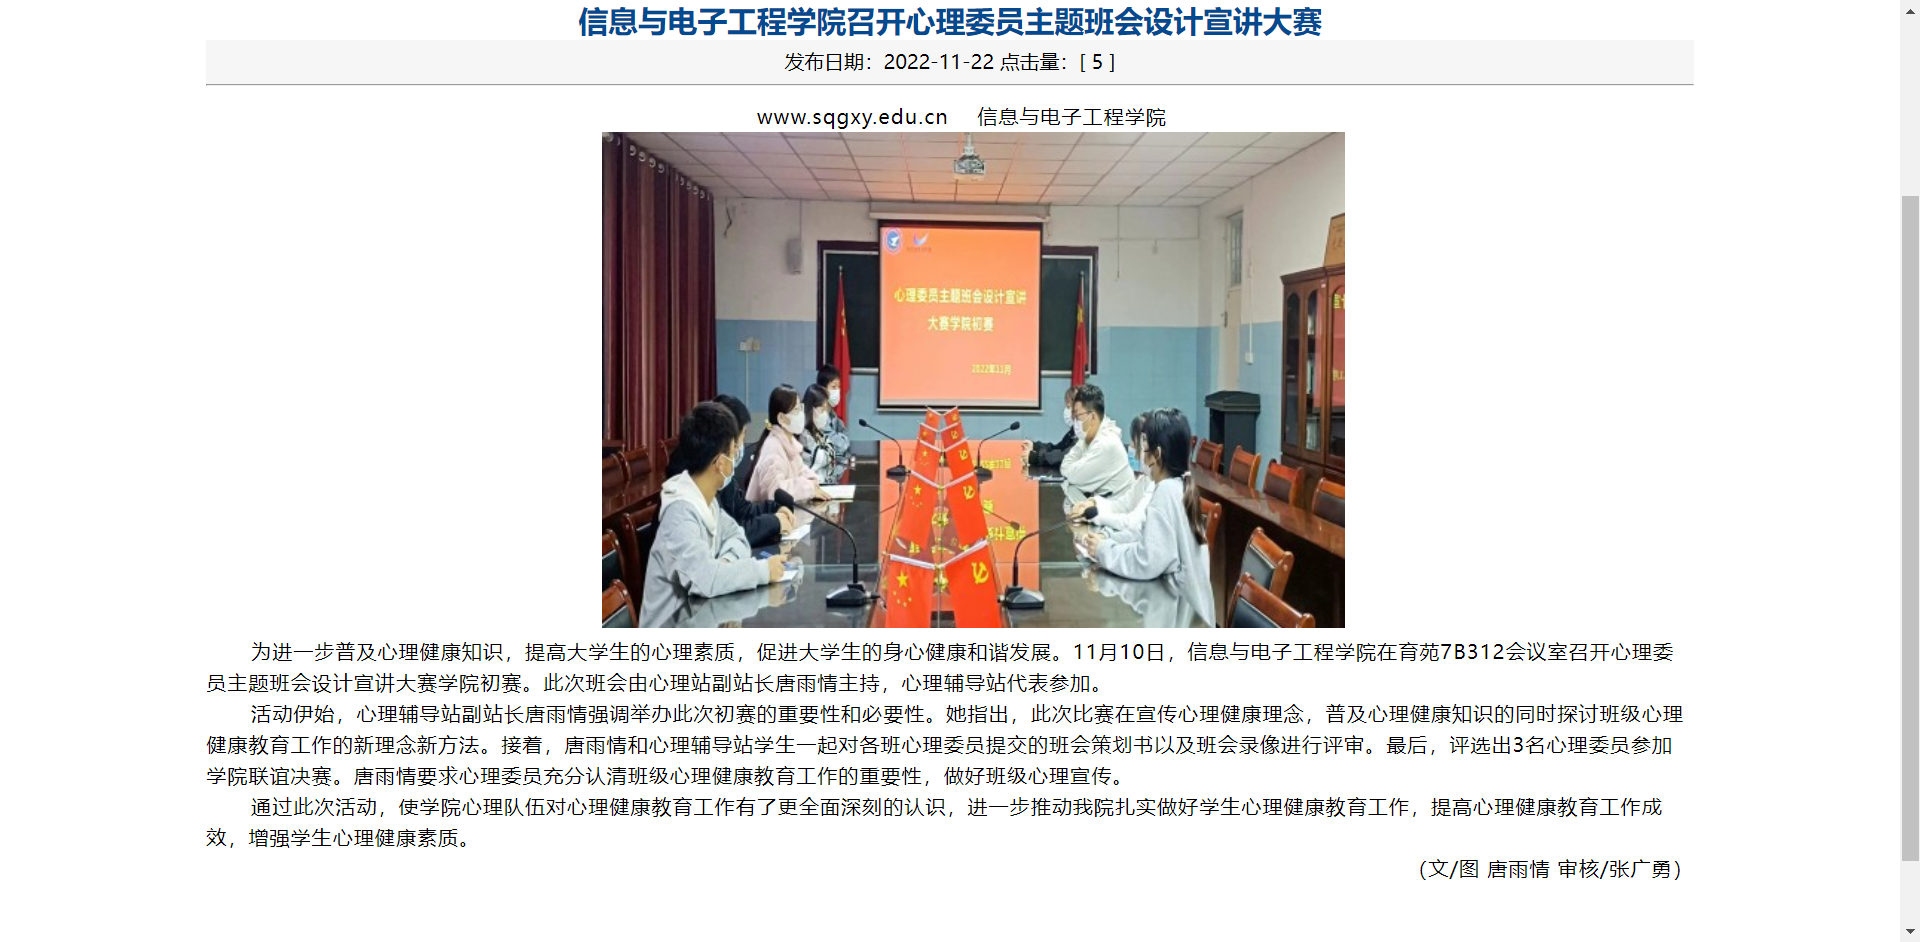 信息与电子工程学院召开心理委员主题班会设计宣讲大赛
发布日期：2022-11-22 点击量：[ 5 ]
www.sqgxy.edu.cn 信息与电子工程学院
心理委员主题班会设计宣讲
大赛学院初赛
2022年11月
为进一步普及心理健康知识，提高大学生的心理素质，促进大学生的身心健康和谐发展。11月10日，信息与电子工程学院在育苑7B312会议室召开心理委
员主题班会设计宣讲大赛学院初赛。此次班会由心理站副站长唐雨情主持，心理辅导站代表参加。
活动伊始，心理辅导站副站长唐雨情强调举办此次初赛的重要性和必要性。她指出，此次比赛在宣传心理健康理念，普及心理健康知识的同时探讨班级心理
健康教育工作的新理念新方法。接着，唐雨情和心理辅导站学生一起对各班心理委员提交的班会策划书以及班会录像进行评审。最后，评选出3名心理委员参加
学院联谊决赛。唐雨情要求心理委员充分认清班级心理健康教育工作的重要性，做好班级心理宣传。
通过此次活动，使学院心理队伍对心理健康教育工作有了更全面深刻的认识，进一步推动我院扎实做好学生心理健康教育工作，提高心理健康教育工作成
效，增强学生心理健康素质。
（文/图 唐雨情 审核/张广勇）